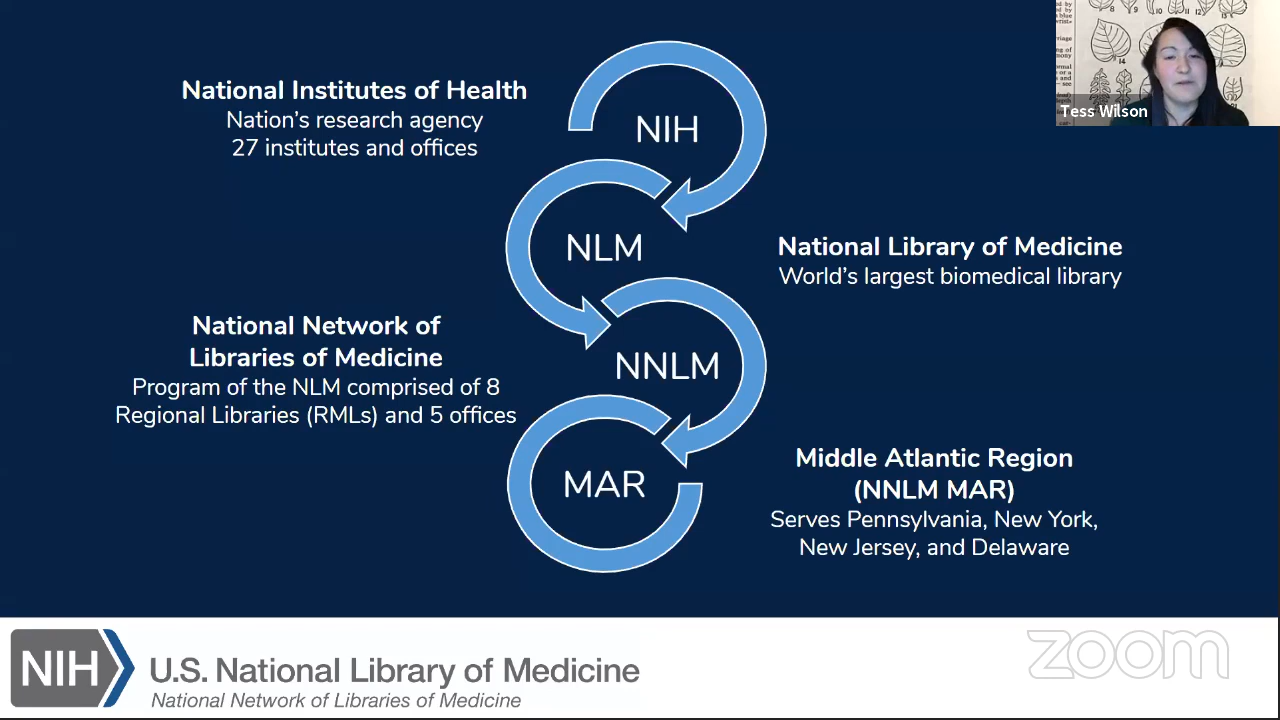 National Institutes of Health
Nation's research agency
27 institutes and offices
NIH
NLM
National Library of Medicine
World's largest biomedical library
National Network of
Libraries of Medicine
Program of the NLM comprised of 8
Regional Libraries (RMLs) and 5 offices
NNLM
MAR
Middle Atlantic Region
(NNLM MAR)
Serves Pennsylvania, New York,
New Jersey, and Delaware
Tess Wilson
NIH
U.S. National Library of Medicine
National Network of Libraries of Medicine
zoom